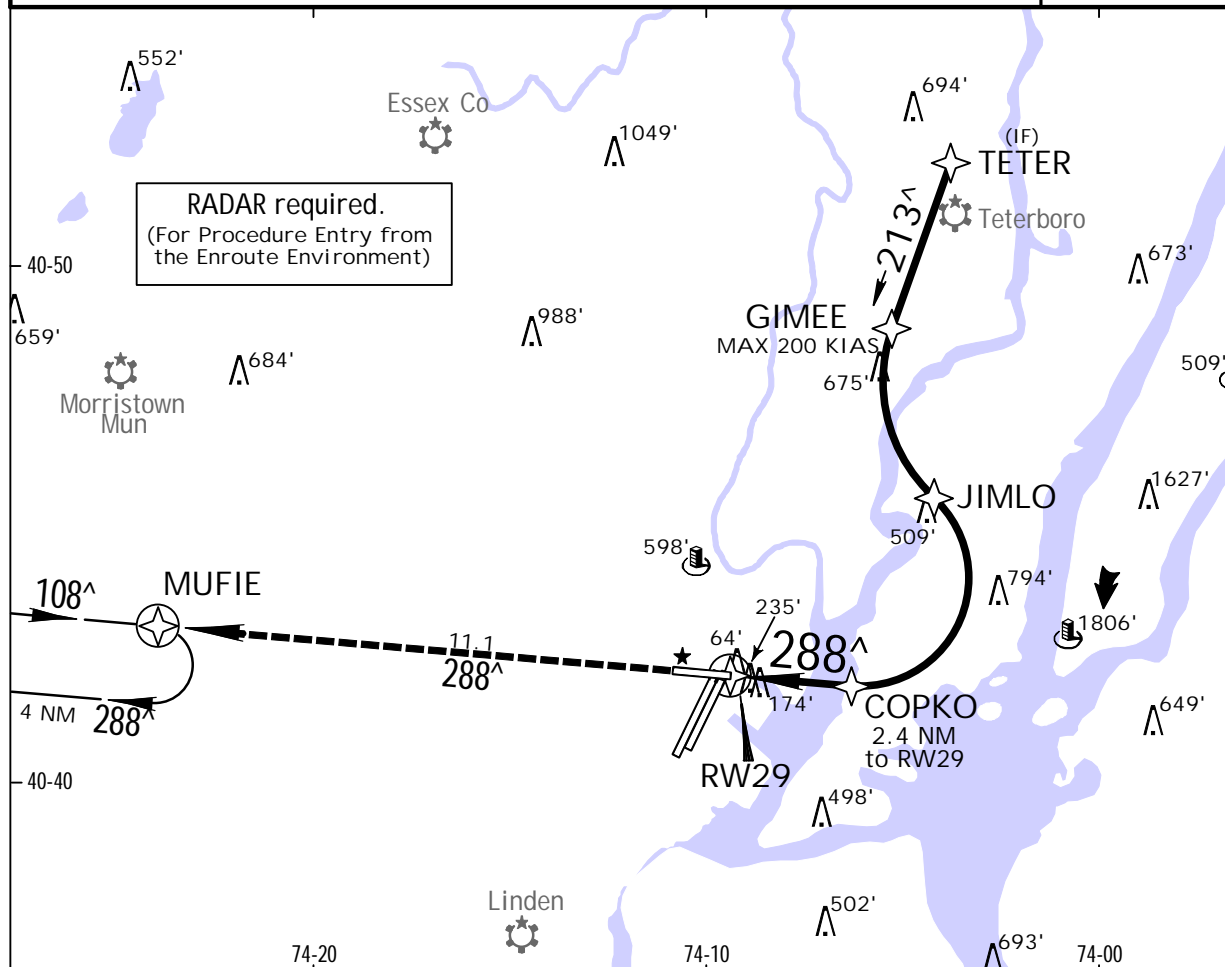 552'
Essex Co
694'
1049'
(IF)
TETER
RADAR required.
(For Procedure Entry from
the Enroute Environment)
213^
Teterboro
40-50
673'
659'
988'
GIMEE
MAX 200 KIAS
684'
675'
509'
Morristown
Mun
1627'
JIMLO
509'
598'
MUFIE
108^
794'
235'
1806'
64'
11.1
288^
288^
174'
COPKO
2.4 NM
to RW29
4 NM
288^
649'
RW29
40-40
498'
Linden
502'
693'
74-20
74-10
74-00